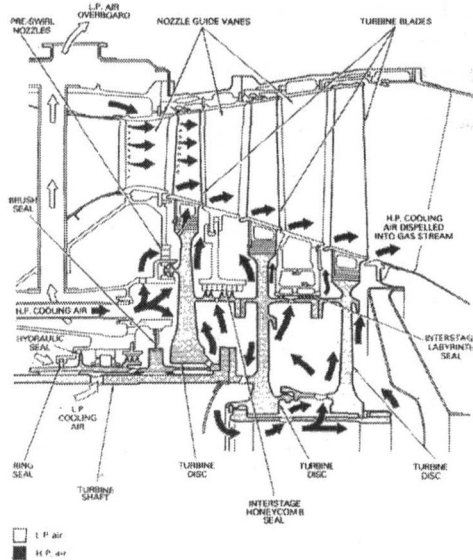 PRE-SWIRL
NOZZLES
L.P. AIR
OVERBOARD
NOZZLE GUIDE VANES
TURBINE BLADES
BRUSH
SEAL
H.P. COOLING
AIR DISPELLED
INTO GAS STREAM
H.P. COOLING AIR
HYDRAULIC
SEAL
INTERSTAGE
LABYRINTH
SEAL
L.P.
COOLING
AIR
RING
SEAL
TURBINE
SHAFT
TURBINE
DISC
INTERSTAGE
HONEYCOMB
SEAL
TURBINE
DISC
TURBINE
DISC
L.P. air
H.P. air